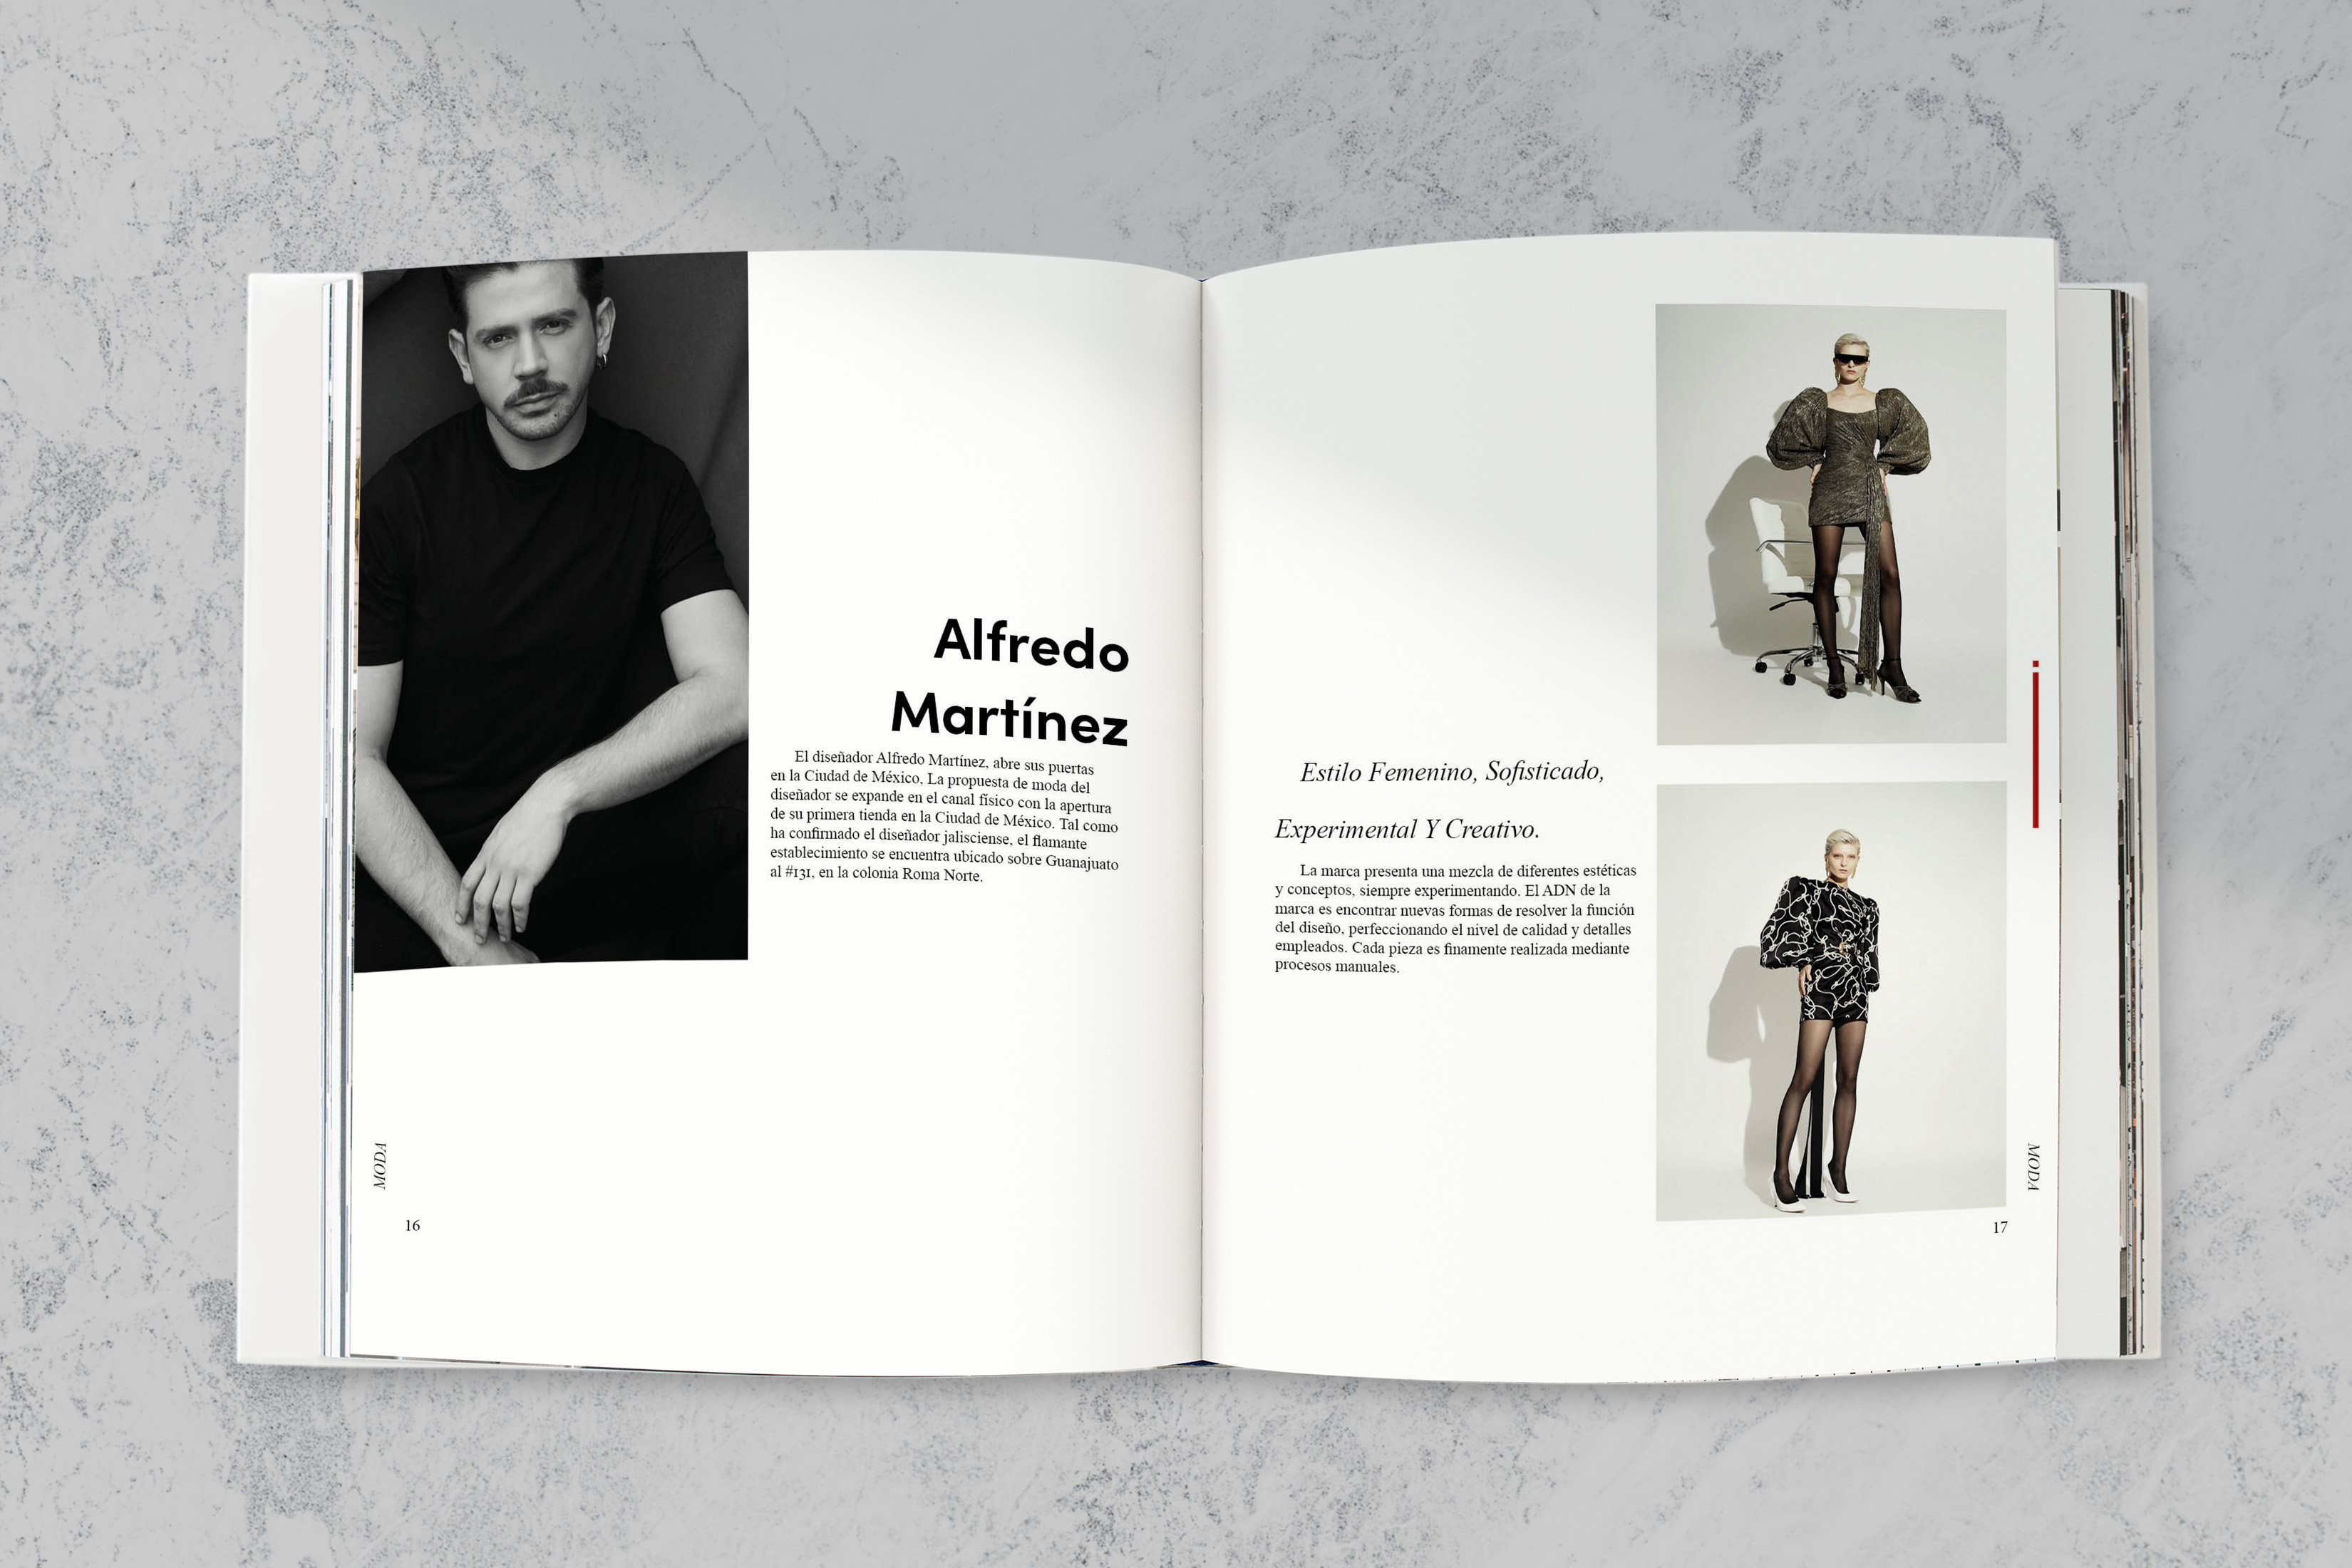 Alfredo
Martínez
El diseñador Alfredo Martínez, abre sus puertas
en la Ciudad de México, La propuesta de moda del
diseñador se expande en el canal físico con la apertura
de su primera tienda en la Ciudad de México. Tal como
ha confirmado el diseñador jalisciense, el flamante
establecimiento se encuentra ubicado sobre Guanajuato
al #131, en la colonia Roma Norte.
MODA
16
Estilo Femenino, Sofisticado,
Experimental Y Creativo.
La marca presenta una mezcla de diferentes estéticas
y conceptos, siempre experimentando. El ADN de la
marca es encontrar nuevas formas de resolver la función
del diseño, perfeccionando el nivel de calidad y detalles
empleados. Cada pieza es finamente realizada mediante
procesos manuales.
MODA
17